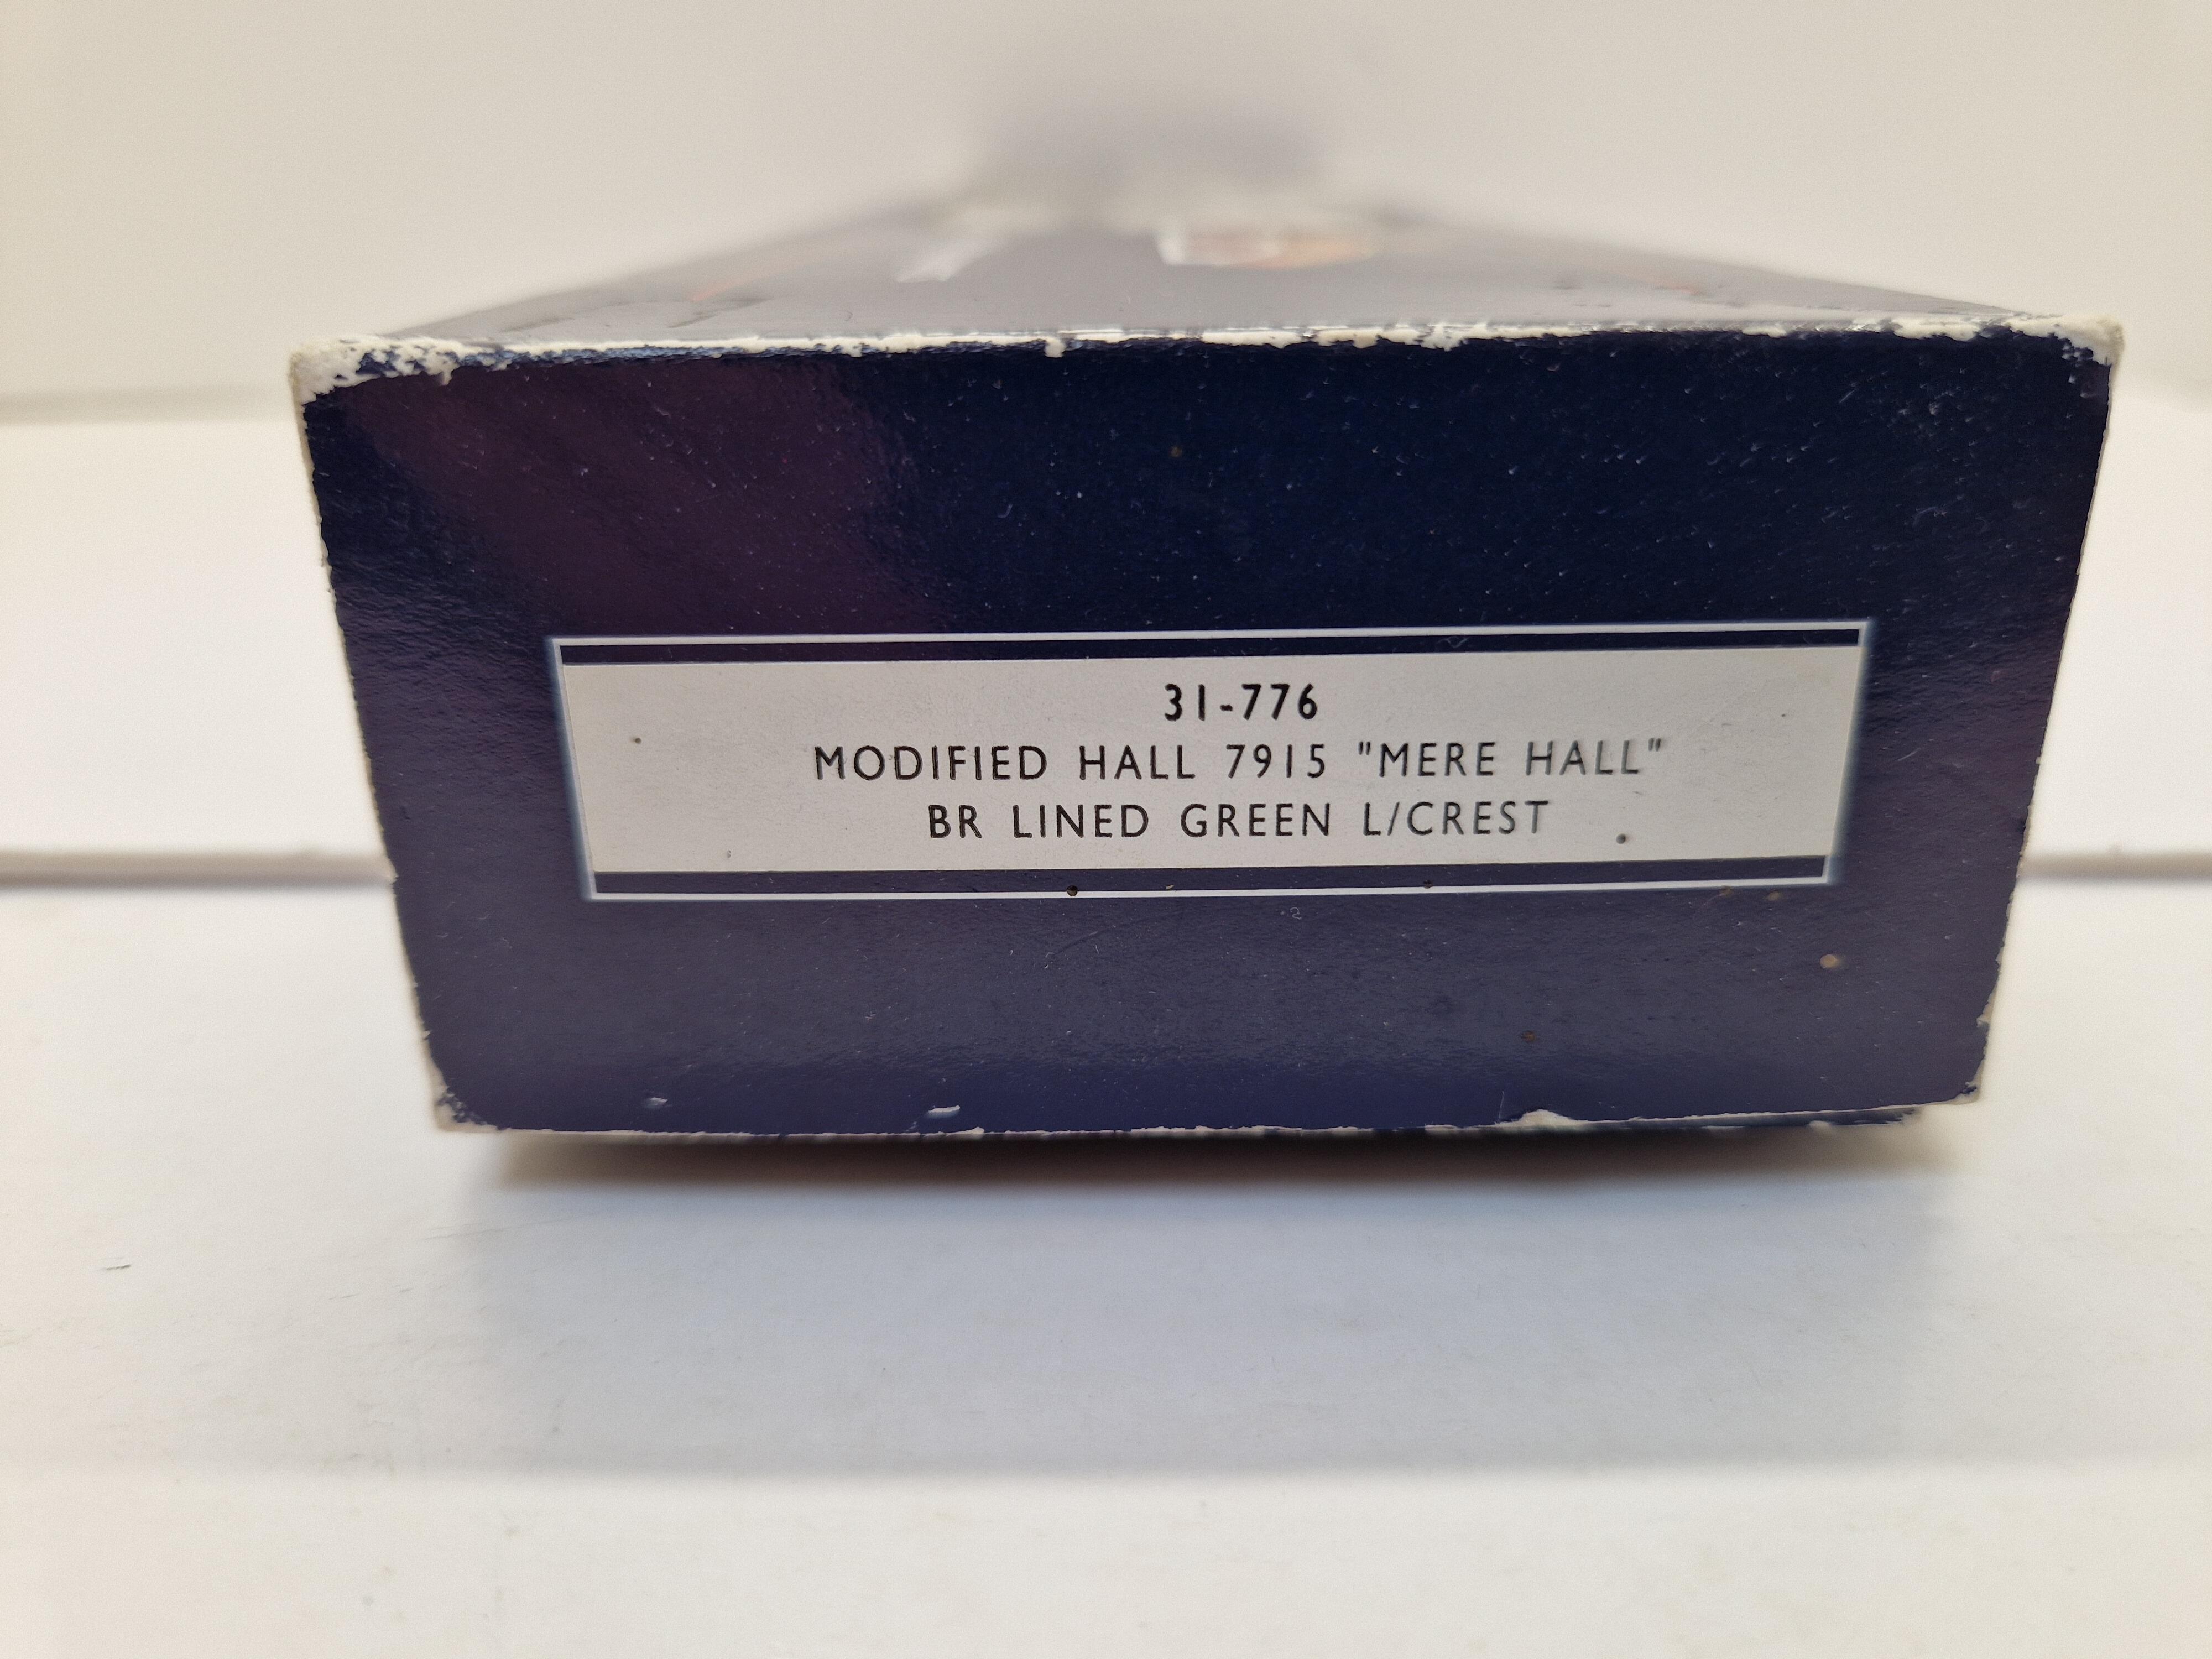 31-776
MODIFIED HALL 7915 "MERE HALL"
BR LINED GREEN L/CREST